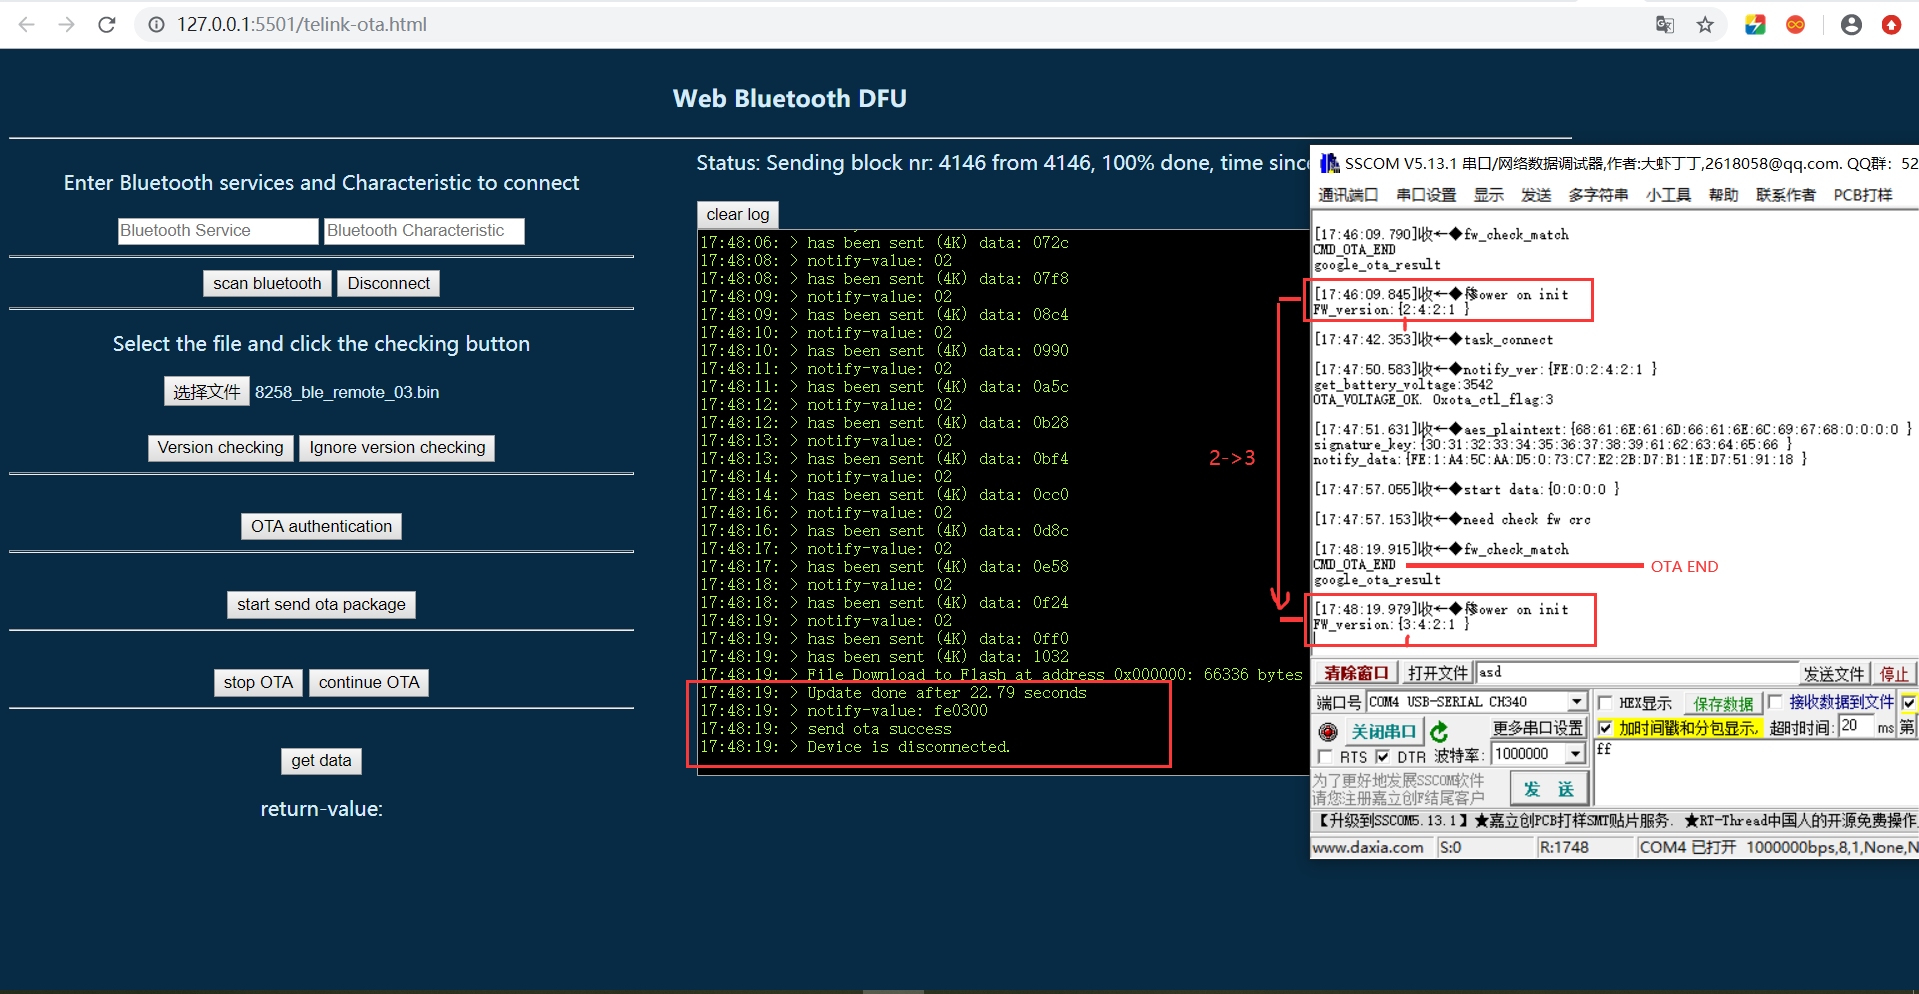 127.0.0.1:5501/telink-ota.html
Web Bluetooth DFU
Enter Bluetooth services and Characteristic to connect
Bluetooth Service
Bluetooth Characteristic
scan bluetooth
Disconnect
Select the file and click the checking button
选择文件
8258_ble_remote_03.bin
Version checking
Ignore version checking
OTA authentication
start send ota package
stop OTA
continue OTA
get data
return-value:
Status: Sending block nr: 4146 from 4146, 100% done, time since
clear log
17:48:06: > has been sent (4K) data: 072c
17:48:08: > notify-value: 02
17:48:08: > has been sent (4K) data: 07f8
17:48:09: > notify-value: 02
17:48:09: > has been sent (4K) data: 08c4
17:48:10: > notify-value: 02
17:48:10: > has been sent (4K) data: 0990
17:48:11: > notify-value: 02
17:48:11: > has been sent (4K) data: 0a5c
17:48:12: > notify-value: 02
17:48:12: > has been sent (4K) data: 0b28
17:48:13: > notify-value: 02
17:48:13: > has been sent (4K) data: 0bf4
17:48:14: > notify-value: 02
17:48:14: > has been sent (4K) data: 0cc0
17:48:16: > notify-value: 02
17:48:16: > has been sent (4K) data: 0d8c
17:48:17: > notify-value: 02
17:48:17: > has been sent (4K) data: 0e58
17:48:18: > notify-value: 02
17:48:18: > has been sent (4K) data: 0f24
17:48:19: > notify-value: 02
17:48:19: > has been sent (4K) data: 0ff0
17:48:19: > has been sent (4K) data: 1032
17:48:19: > File Download to Flash at address 0x000000: 66336 bytes
17:48:19: > Update done after 22.79 seconds
17:48:19: > notify-value: fe0300
17:48:19: > send ota success
17:48:19: > Device is disconnected.
2->3
SSCOM V5.13.1 串口/网络数据调试器,作者:大虾丁丁,2618058@qq.com. QQ群：52
通讯端口 串口设置 显示 发送 多字符串 小工具 帮助 联系作者 PCB打样
[17:46:09.790]收←◆fw_check_match
CMD_OTA_END
google_ota_result
[17:46:09.845]收←◆ower on init
FW_version:{2:4:2:1 }
[17:47:42.353]收←◆task_connect
[17:47:50.583]收←◆notify_ver:{FE:0:2:4:2:1 }
get_battery_voltage:3542
OTA_VOLTAGE_OK. 0xota_ctl_flag:3
[17:47:51.631]收←◆aes_plaintext:{68:61:6E:61:6D:66:61:6E:6C:69:67:68:0:0:0:0 }
signature_key:{30:31:32:33:34:35:36:37:38:39:61:62:63:64:65:66 }
notify_data:{FE:1:A4:5C:AA:D5:0:73:C7:E2:2B:D7:B1:1E:D7:51:91:18 }
[17:47:57.055]收←◆start data:{0:0:0:0 }
[17:47:57.153]收←◆need check fw crc
[17:48:19.915]收←◆fw_check_match
CMD_OTA_END
OTA END
google_ota_result
[17:48:19.979]收←◆ower on init
FW_version:{3:4:2:1 }
清除窗口 打开文件 asd 发送文件 停止
端口号 COM4 USB-SERIAL CH340 HEX显示 保存数据 接收数据到文件
关闭串口 更多串口设置 加时间戳和分包显示, 超时时间: 20 ms 第
RTS DTR 波特率: 1000000
ff
为了更好地发展SSCOM软件
请您注册嘉立创F结尾客户
发 送
【升级到SSCOM5.13.1】★嘉立创PCB打样SMT贴片服务. ★RT-Thread中国人的开源免费操作
www.daxia.com S:0 R:1748 COM4 已打开 1000000bps,8,1,None,N